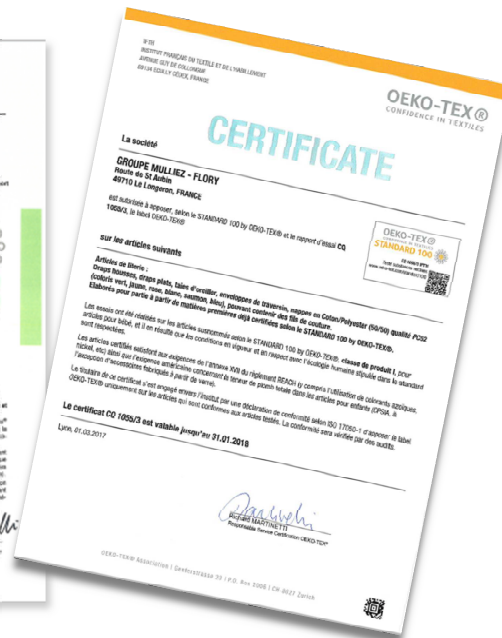 IFTH
INSTITUT FRANÇAIS DU TEXTILE ET DE L'HABILLEMENT
AVENUE GUY DE COLLONGUE
69134 ECULLY CEDEX, FRANCE
OEKO-TEX®
CONFIDENCE IN TEXTILES
CERTIFICATE
La société
GROUPE MULLIEZ - FLORY
Route de St Aubin
49710 Le Longeron, FRANCE
est autorisée à apposer, selon le STANDARD 100 by OEKO-TEX® et le rapport d'essai CQ
1055/3, le label OEKO-TEX®
OEKO-TEX®
CONFIDENCE IN TEXTILES
STANDARD 100
sur les articles suivants
Articles de literie :
Draps housses, draps plats, taies d'oreiller, enveloppes de traversin, nappes en Coton/Polyester (50/50) qualité PC52
(coloris vert, jaune, rose, blanc, saumon, bleu), pouvant contenir des fils de couture.
Elaborés pour partie à partir de matières premières déjà certifiées selon le STANDARD 100 by OEKO-TEX®.
Les essais ont été réalisés sur les articles susnommés selon le STANDARD 100 by OEKO-TEX®, classe de produit I, pour
articles pour bébé, et il en résulte que les conditions en vigueur et en respect avec l'écologie humaine stipulée dans le standard
sont respectées.
Les articles certifiés satisfont aux exigences de l'annexe XVII du règlement REACH (y compris l'utilisation de colorants azoïques,
nickel, etc) ainsi que l'exigence américaine concernant la teneur de plomb totale dans les articles pour enfants (CPSIA, à
l'exception d'accessoires fabriqués à partir de verre).
Le titulaire de ce certificat s'est engagé envers l'institut par une déclaration de conformité selon ISO 17050-1 d'apposer le label
OEKO-TEX® uniquement sur les articles qui sont conformes aux articles testés. La conformité sera vérifiée par des audits.
Le certificat CQ 1055/3 est valable jusqu'au 31.01.2018
Lyon, 01.03.2017
Richard MARTINETTI
Responsable Service Certification OEKO-TEX®
OEKO-TEX® Association | Genferstrasse 23 | P.O. Box 2006 | CH-8027 Zürich